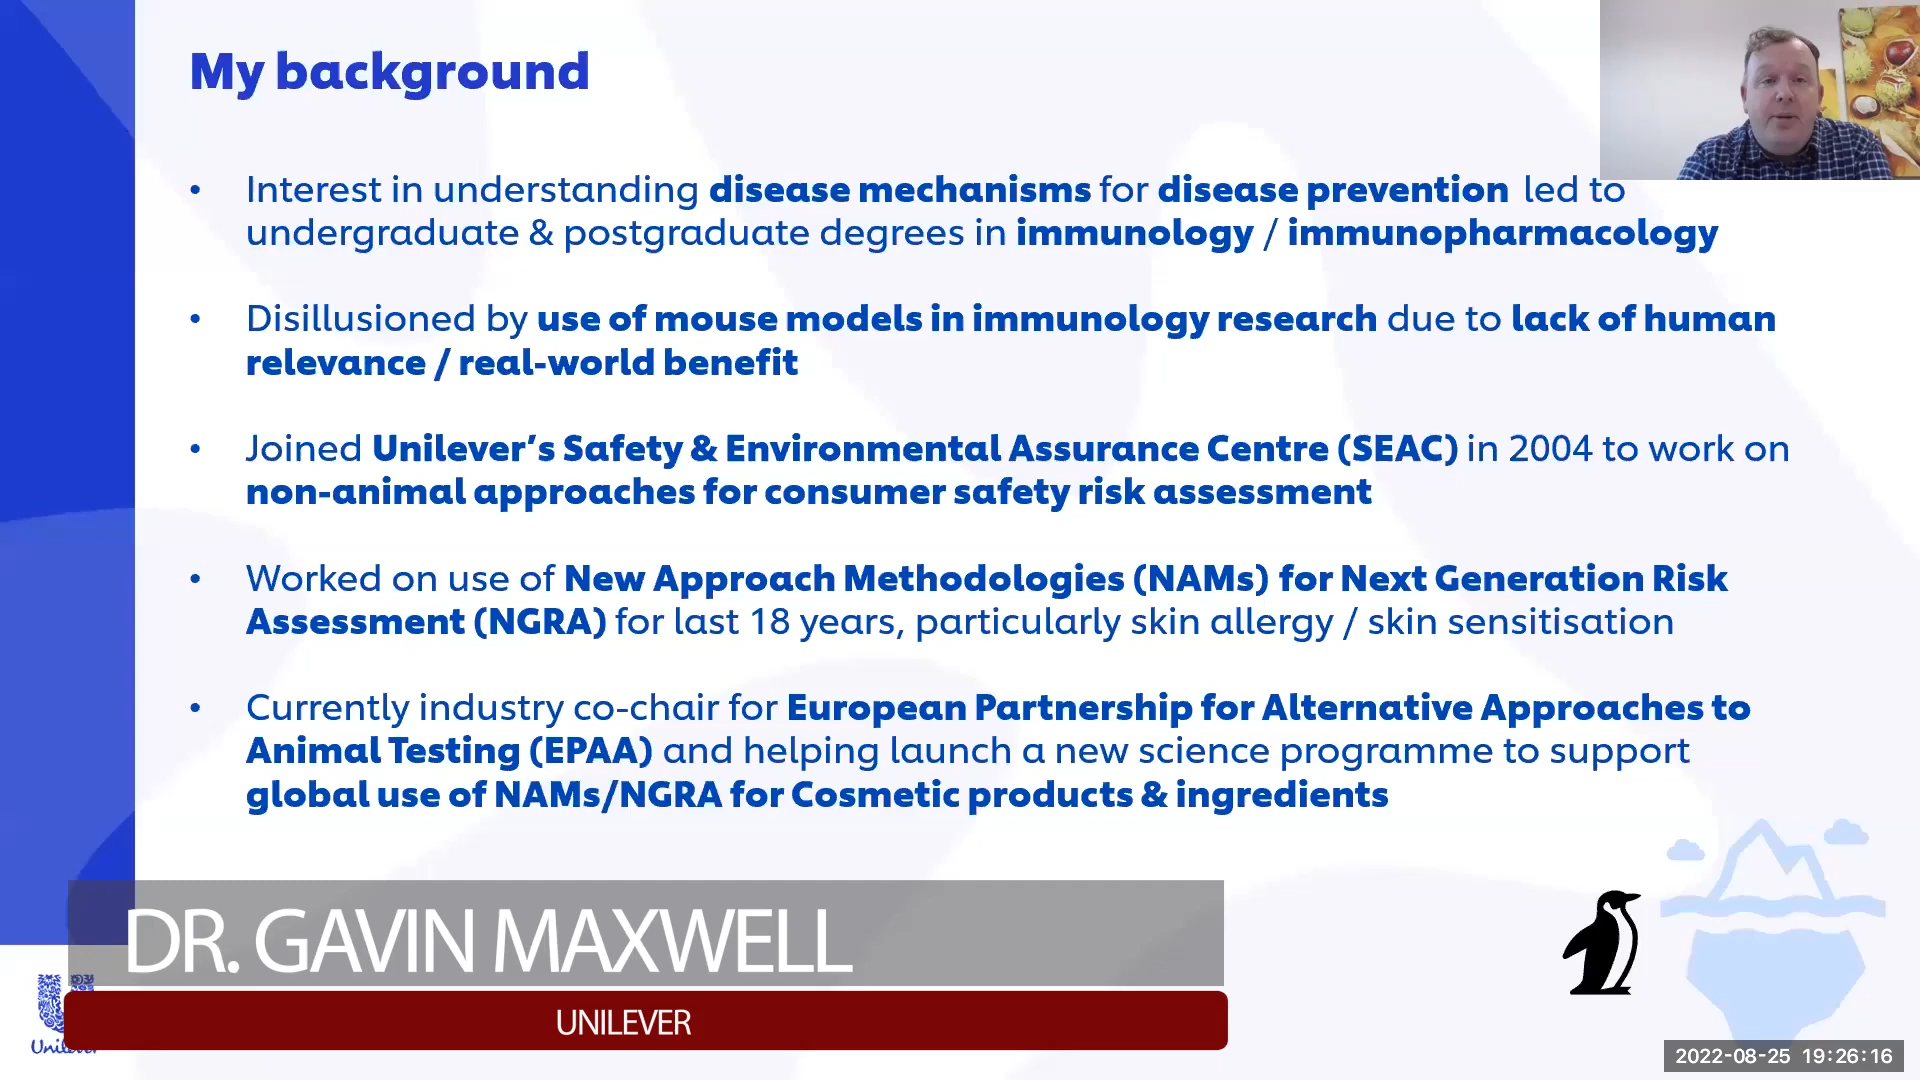 My background
• Interest in understanding disease mechanisms for disease prevention led to
undergraduate & postgraduate degrees in immunology / immunopharmacology
• Disillusioned by use of mouse models in immunology research due to lack of human
relevance / real-world benefit
• Joined Unilever’s Safety & Environmental Assurance Centre (SEAC) in 2004 to work on
non-animal approaches for consumer safety risk assessment
• Worked on use of New Approach Methodologies (NAMs) for Next Generation Risk
Assessment (NGRA) for last 18 years, particularly skin allergy / skin sensitisation
• Currently industry co-chair for European Partnership for Alternative Approaches to
Animal Testing (EPAA) and helping launch a new science programme to support
global use of NAMs/NGRA for Cosmetic products & ingredients
DR. GAVIN MAXWELL
UNILEVER
Unilever
2022-08-25 19:26:16